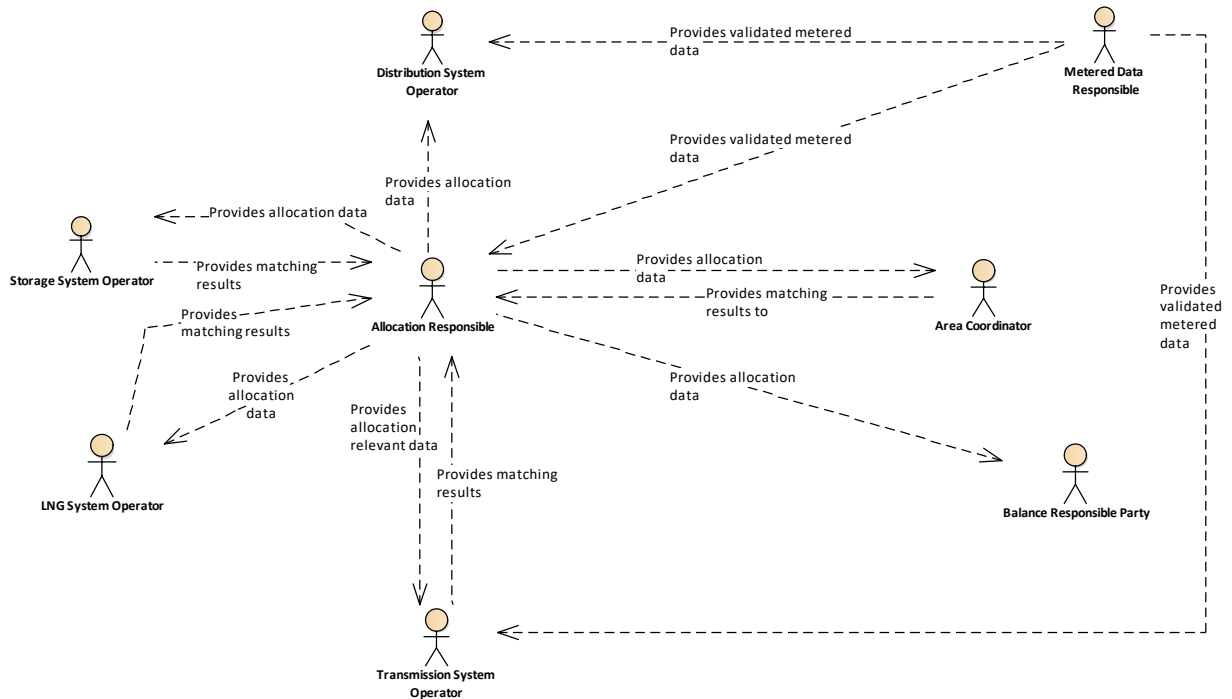 Provides validated metered
data
Distribution System
Operator
Metered Data
Responsible
Provides validated metered
data
Provides allocation
data
Provides allocation data
Storage System Operator
Provides matching
results
Provides allocation
data
Provides matching
results to
Provides
matching results
Allocation Responsible
Area Coordinator
Provides
validated
metered
data
Provides
allocation
data
Provides allocation
data
Provides
allocation
relevant data
Provides matching
results
LNG System Operator
Balance Responsible Party
Transmission System
Operator